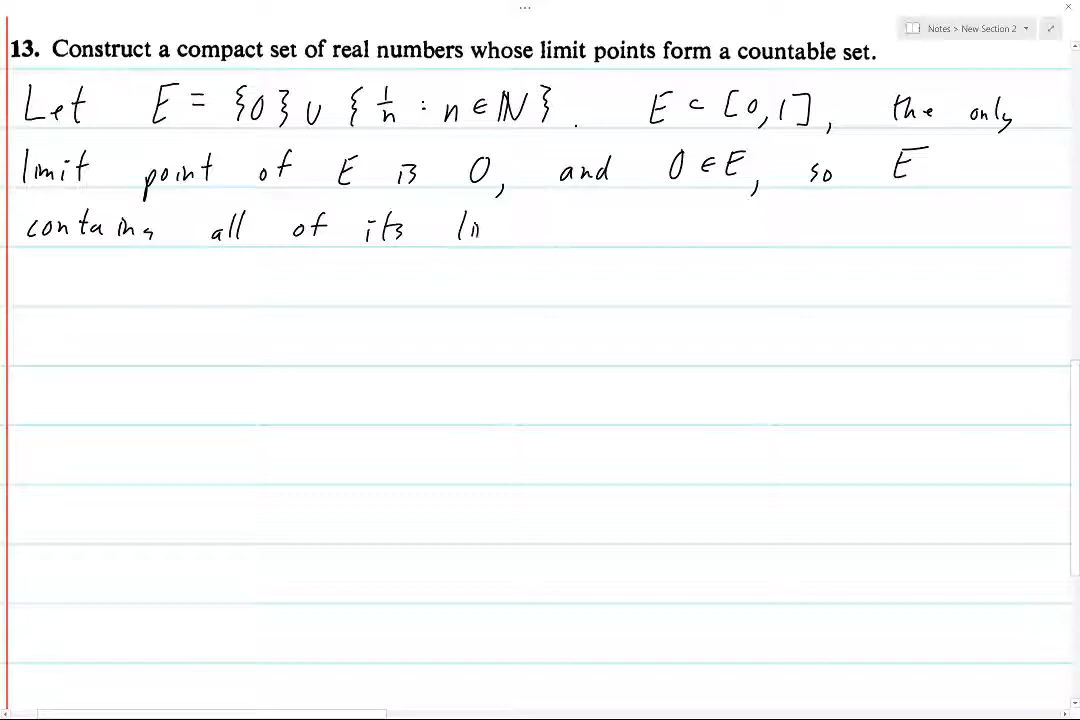 Notes > New Section 2
13. Construct a compact set of real numbers whose limit points form a countable set.
Let E = {0} ∪ {1/n : n ∈ ℕ}. E ⊂ [0,1], the only
limit point of E is 0, and 0 ∈ E, so E
contains all of its